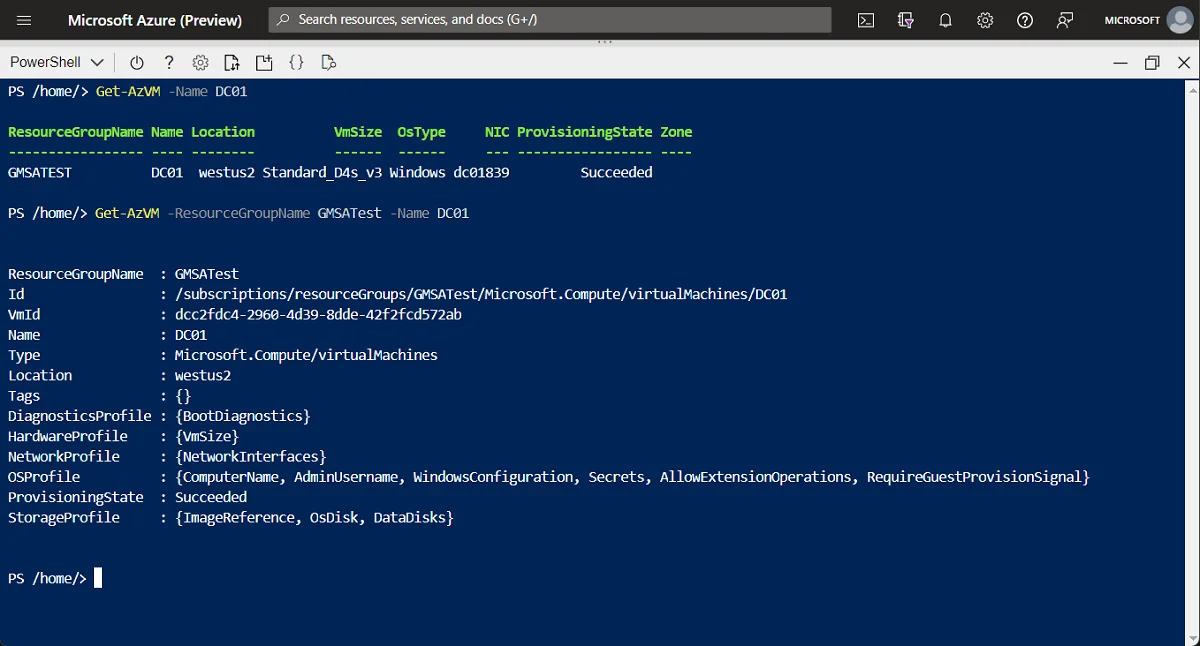 Microsoft Azure (Preview) Search resources, services, and docs (G+/) MICROSOFT
PowerShell ? {}
PS /home/> Get-AzVM -Name DC01
ResourceGroupName Name Location VmSize OsType NIC ProvisioningState Zone
----------------- ---- -------- ------ ------ --- ----------------- ----
GMSATEST DC01 westus2 Standard_D4s_v3 Windows dc01839 Succeeded
PS /home/> Get-AzVM -ResourceGroupName GMSATest -Name DC01
ResourceGroupName : GMSATest
Id : /subscriptions/resourceGroups/GMSATest/Microsoft.Compute/virtualMachines/DC01
VmId : dcc2fdc4-2960-4d39-8dde-42f2fcd572ab
Name : DC01
Type : Microsoft.Compute/virtualMachines
Location : westus2
Tags : {}
DiagnosticsProfile : {BootDiagnostics}
HardwareProfile : {VmSize}
NetworkProfile : {NetworkInterfaces}
OSProfile : {ComputerName, AdminUsername, WindowsConfiguration, Secrets, AllowExtensionOperations, RequireGuestProvisionSignal}
ProvisioningState : Succeeded
StorageProfile : {ImageReference, OsDisk, DataDisks}
PS /home/>